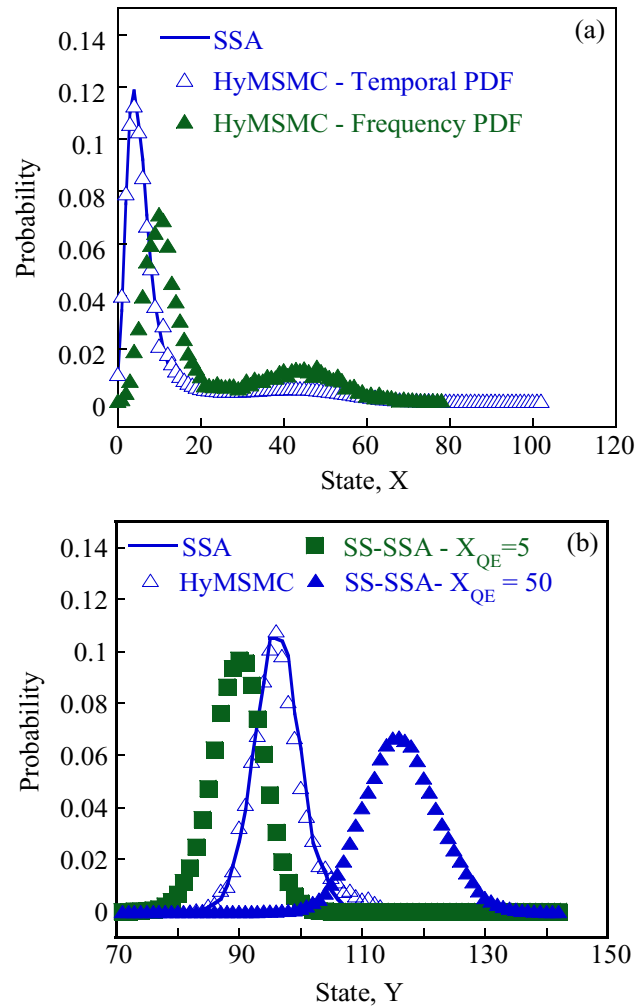 (a)
0.14
0.12
0.1
0.08
0.06
0.04
0.02
0
Probability
SSA
HyMSMC - Temporal PDF
HyMSMC - Frequency PDF
0 20 40 60 80 100 120
State, X
(b)
0.14
0.12
0.1
0.08
0.06
0.04
0.02
0
Probability
SSA SS-SSA - X_QE=5
HyMSMC SS-SSA- X_QE = 50
70 90 110 130 150
State, Y